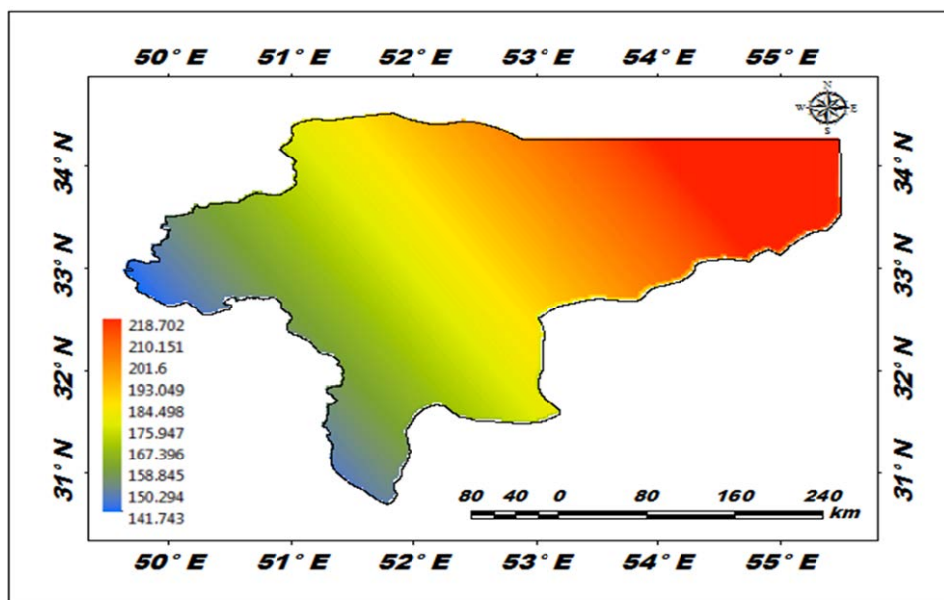 50° E 51° E 52° E 53° E 54° E 55° E
N
W E
S
34° N 34° N
33° N 33° N
32° N 32° N
31° N 31° N
218.702
210.151
201.6
193.049
184.498
175.947
167.396
158.845
150.294
141.743
80 40 0 80 160 240
km
50° E 51° E 52° E 53° E 54° E 55° E